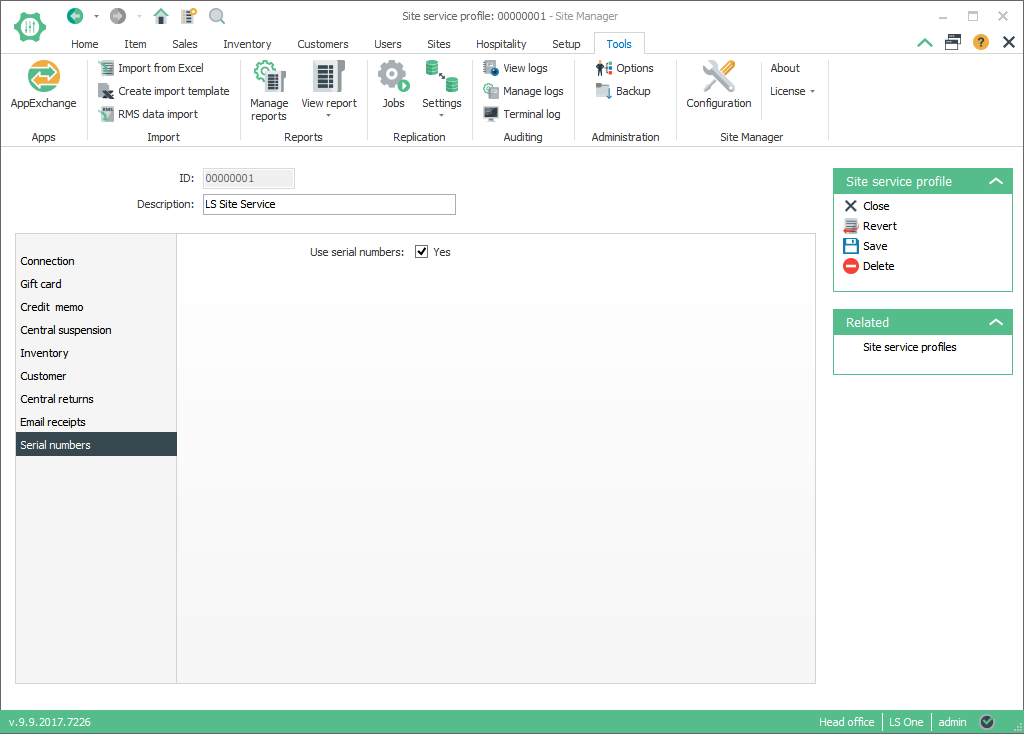 Site service profile: 00000001 - Site Manager
Home Item Sales Inventory Customers Users Sites Hospitality Setup Tools
AppExchange
Apps
Import from Excel
Create import template
RMS data import
Import
Manage reports
View report
Reports
Jobs
Settings
Replication
View logs
Manage logs
Terminal log
Auditing
Options
Backup
Administration
Configuration
About
License
Site Manager
ID: 00000001
Description: LS Site Service
Connection
Gift card
Credit memo
Central suspension
Inventory
Customer
Central returns
Email receipts
Serial numbers
Use serial numbers: Yes
Site service profile
Close
Revert
Save
Delete
Related
Site service profiles
v.9.9.2017.7226
Head office LS One admin